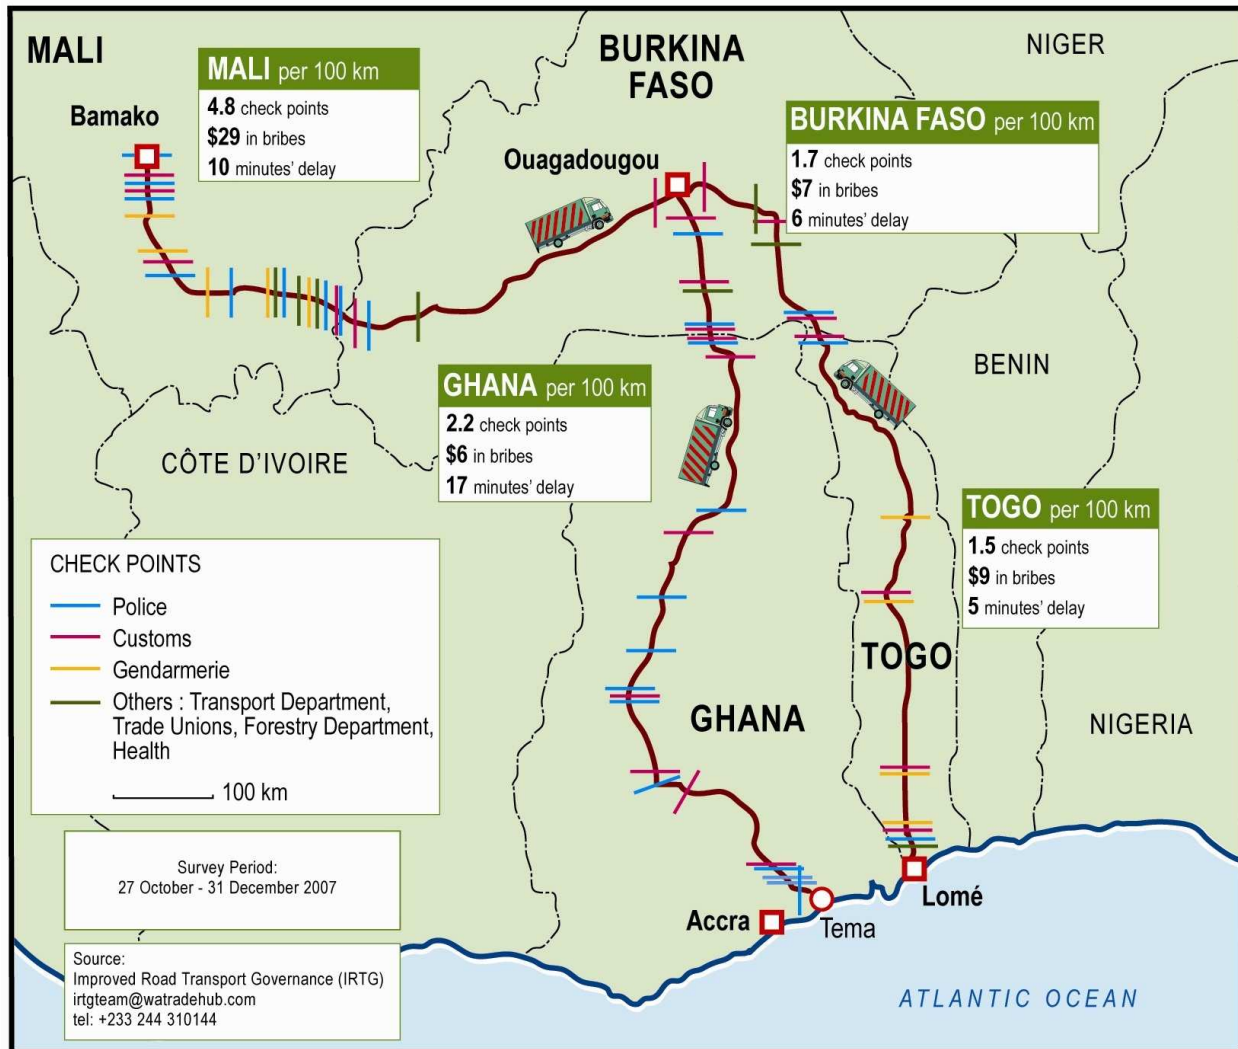 MALI
BURKINA
FASO
NIGER
MALI per 100 km
4.8 check points
$29 in bribes
10 minutes' delay
Bamako
Ouagadougou
BURKINA FASO per 100 km
1.7 check points
$7 in bribes
6 minutes' delay
GHANA per 100 km
2.2 check points
$6 in bribes
17 minutes' delay
BENIN
CÔTE D'IVOIRE
TOGO per 100 km
1.5 check points
$9 in bribes
5 minutes' delay
CHECK POINTS
Police
Customs
Gendarmerie
Others : Transport Department,
Trade Unions, Forestry Department,
Health
100 km
TOGO
GHANA
NIGERIA
Survey Period:
27 October - 31 December 2007
Accra
Tema
Lomé
Source:
Improved Road Transport Governance (IRTG)
irtgteam@watradehub.com
tel: +233 244 310144
ATLANTIC OCEAN